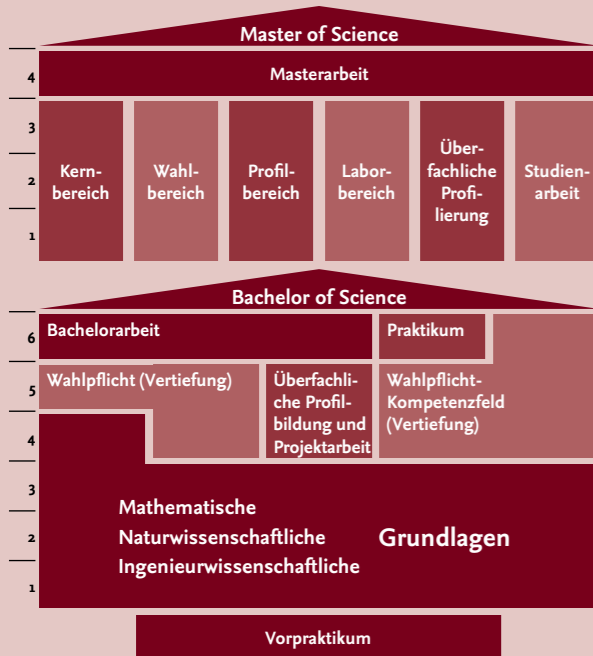 Master of Science
4
Masterarbeit
3
2
1
Kern-
bereich
Wahl-
bereich
Profil-
bereich
Labor-
bereich
Über-
fachliche
Profi-
lierung
Studien-
arbeit
Bachelor of Science
6
Bachelorarbeit
Praktikum
5
Wahlpflicht (Vertiefung)
Überfachli-
che Profil-
bildung und
Projektarbeit
Wahlpflicht-
Kompetenzfeld
(Vertiefung)
4
3
2
1
Mathematische
Naturwissenschaftliche
Ingenieurwissenschaftliche
Grundlagen
Vorpraktikum